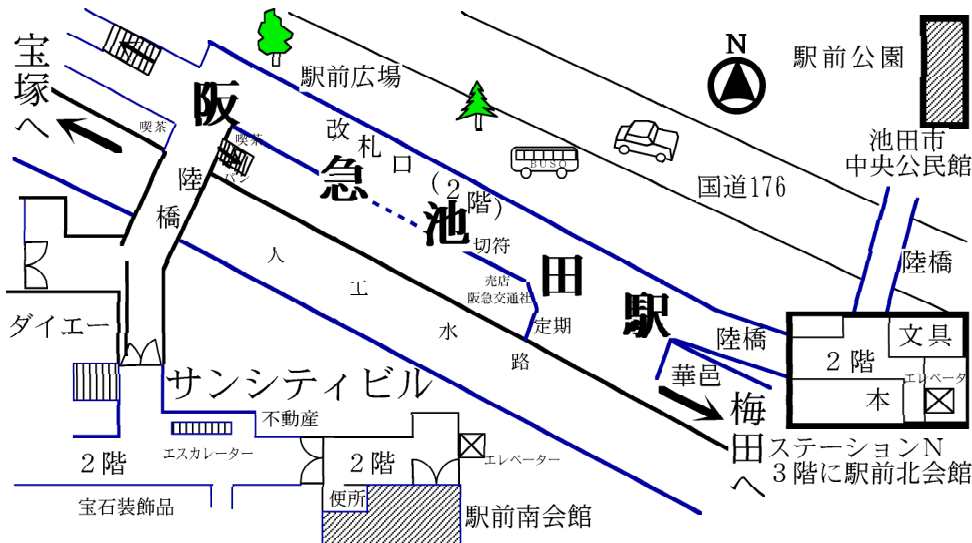 宝塚へ
喫茶
陸橋
喫茶
パン
阪急池田駅
改札口
(2階)
駅前広場
切符
売店
阪急交通社
定期
人工水路
BUSO
国道176
N
駅前公園
池田市
中央公民館
陸橋
陸橋
文具
2階
エレベータ
本
華邑
梅田へ
ステーションN
3階に駅前北会館
ダイエー
サンシティビル
不動産
エスカレーター
2階
2階
エレベーター
宝石装飾品
便所
駅前南会館